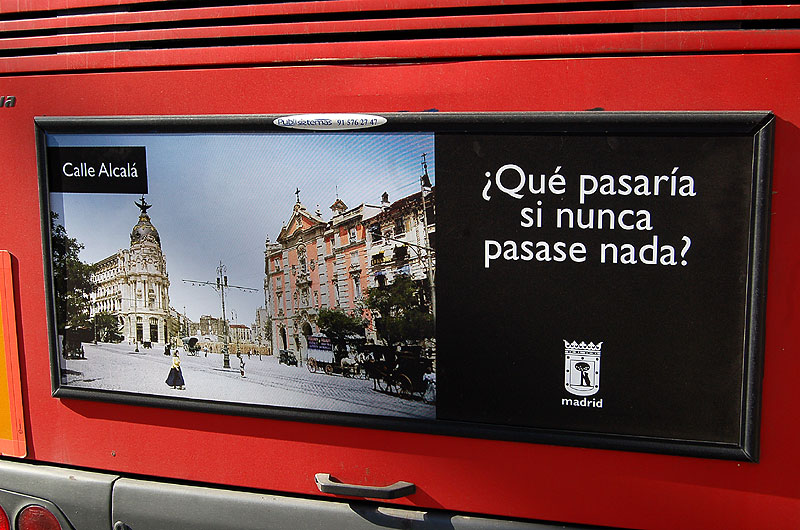 Publisistemas 91 576 27 47
Calle Alcalá
¿Qué pasaría
si nunca
pasase nada?
madrid